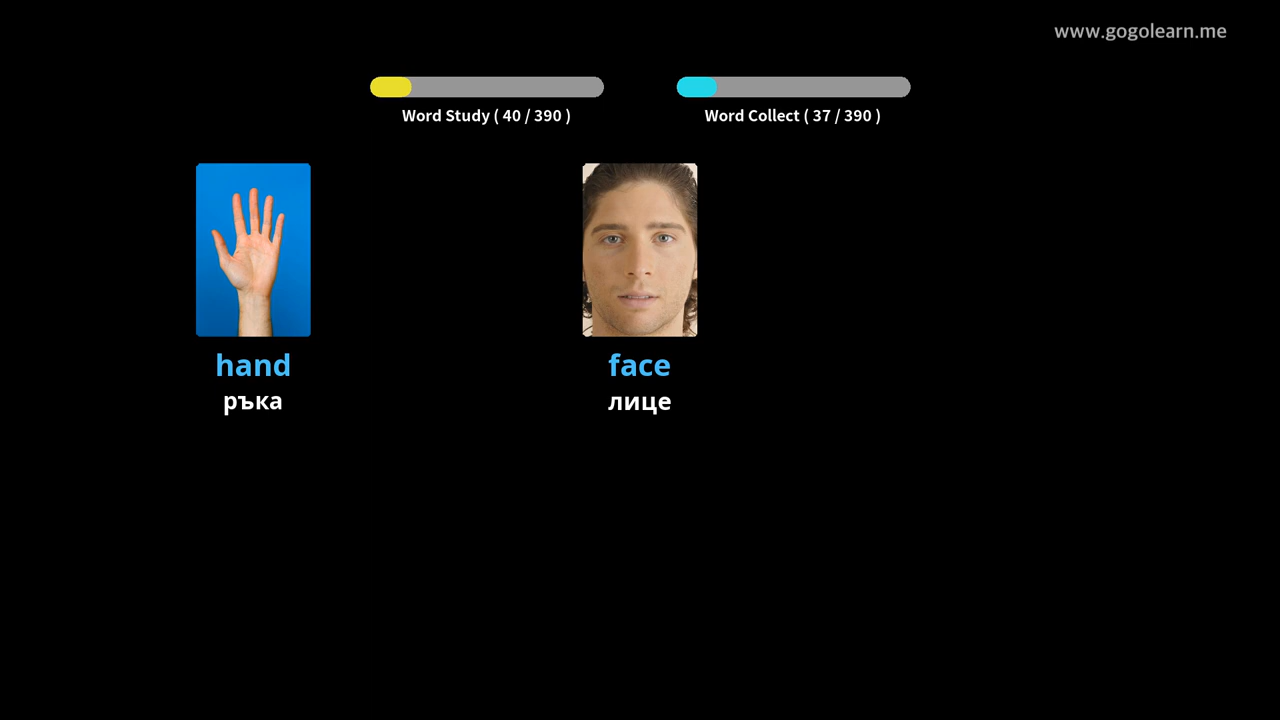 www.gogolearn.me
Word Study ( 40 / 390 )
Word Collect ( 37 / 390 )
hand
ръка
face
лице